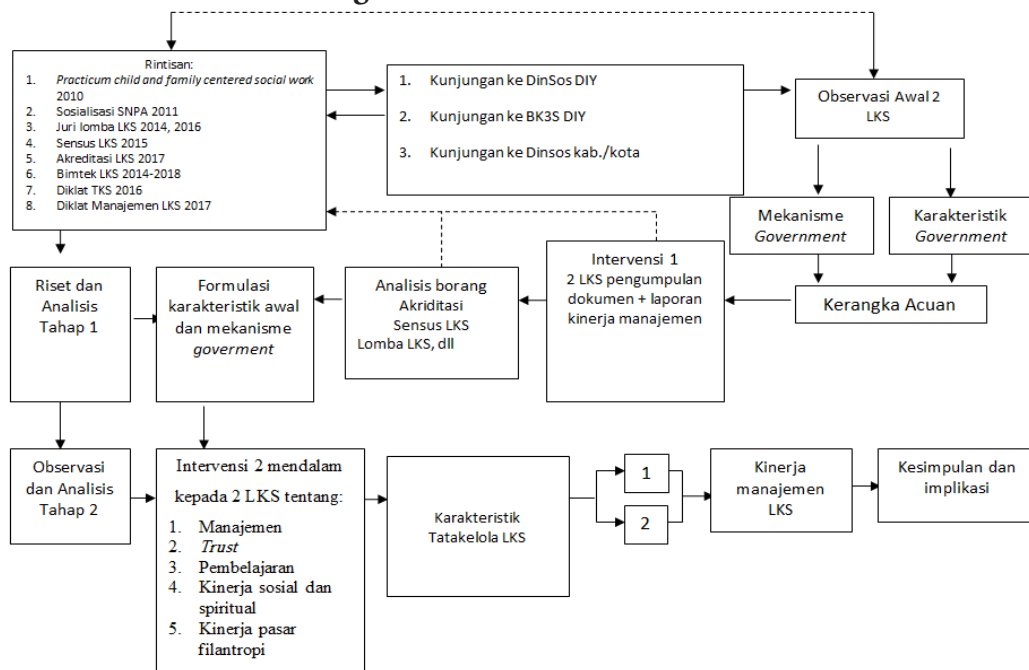 Rintisan:
1. Practicum child and family centered social work
2010
2. Sosialisasi SNPA 2011
3. Juri lomba LKS 2014, 2016
4. Sensus LKS 2015
5. Akreditasi LKS 2017
6. Bimtek LKS 2014-2018
7. Diklat TKS 2016
8. Diklat Manajemen LKS 2017
1. Kunjungan ke DinSos DIY
2. Kunjungan ke BK3S DIY
3. Kunjungan ke Dinsos kab./kota
Observasi Awal 2
LKS
Mekanisme
Government
Karakteristik
Government
Riset dan
Analisis
Tahap 1
Formulasi
karakteristik awal
dan mekanisme
goverment
Analisis borang
Akriditasi
Sensus LKS
Lomba LKS, dll
Intervensi 1
2 LKS pengumpulan
dokumen + laporan
kinerja manajemen
Kerangka Acuan
Observasi
dan Analisis
Tahap 2
Intervensi 2 mendalam
kepada 2 LKS tentang:
1. Manajemen
2. Trust
3. Pembelajaran
4. Kinerja sosial dan
spiritual
5. Kinerja pasar
filantropi
Karakteristik
Tatakelola LKS
1
2
Kinerja
manajemen
LKS
Kesimpulan dan
implikasi